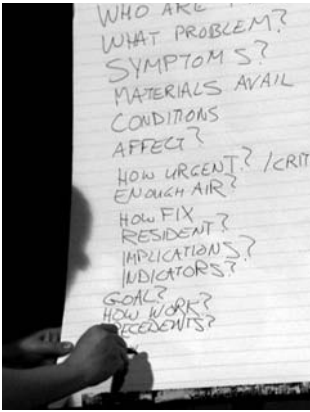 WHO ARE
WHAT PROBLEM?
SYMPTOMS?
MATERIALS AVAIL
CONDITIONS
AFFECT?
HOW URGENT? /CRIT
ENOUGH AIR?
HOW FIX
RESIDENT?
IMPLICATIONS?
INDICATORS?
GOAL?
HOW WORK?
ECEDENTS?